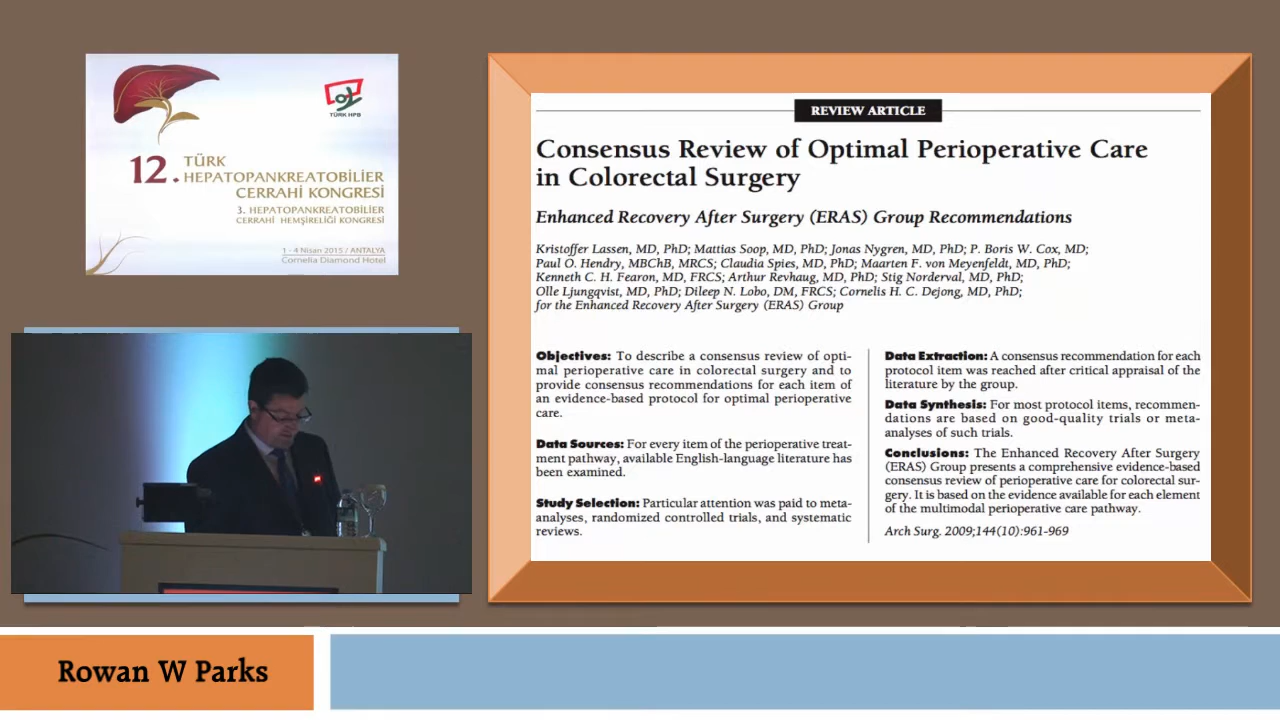 TÜRK HPB
12. TÜRK
HEPATOPANKREATOBİLİER
CERRAHİ KONGRESİ
3. HEPATOPANKREATOBİLİER
CERRAHİ HEMŞİRELİĞİ KONGRESİ
1 - 4 Nisan 2015 / ANTALYA
Cornelia Diamond Hotel
REVIEW ARTICLE
Consensus Review of Optimal Perioperative Care
in Colorectal Surgery
Enhanced Recovery After Surgery (ERAS) Group Recommendations
Kristoffer Lassen, MD, PhD; Mattias Soop, MD, PhD; Jonas Nygren, MD, PhD; P. Boris W. Cox, MD;
Paul O. Hendry, MBChB, MRCS; Claudia Spies, MD, PhD; Maarten F. von Meyenfeldt, MD, PhD;
Kenneth C. H. Fearon, MD, FRCS; Arthur Revhaug, MD, PhD; Stig Norderval, MD, PhD;
Olle Ljungqvist, MD, PhD; Dileep N. Lobo, DM, FRCS; Cornelis H. C. Dejong, MD, PhD;
for the Enhanced Recovery After Surgery (ERAS) Group
Objectives: To describe a consensus review of opti-
mal perioperative care in colorectal surgery and to
provide consensus recommendations for each item of
an evidence-based protocol for optimal perioperative
care.
Data Sources: For every item of the perioperative treat-
ment pathway, available English-language literature has
been examined.
Study Selection: Particular attention was paid to meta-
analyses, randomized controlled trials, and systematic
reviews.
Data Extraction: A consensus recommendation for each
protocol item was reached after critical appraisal of the
literature by the group.
Data Synthesis: For most protocol items, recommen-
dations are based on good-quality trials or meta-
analyses of such trials.
Conclusions: The Enhanced Recovery After Surgery
(ERAS) Group presents a comprehensive evidence-based
consensus review of perioperative care for colorectal sur-
gery. It is based on the evidence available for each element
of the multimodal perioperative care pathway.
Arch Surg. 2009;144(10):961-969
Rowan W Parks